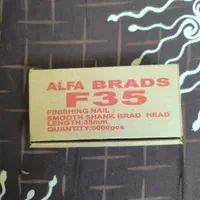 ALFA BRADS
F35
FINISHING NAIL :
SMOOTH SHANK BRAD HEAD
LENGTH:35mm
QUANTITY:5000pcs